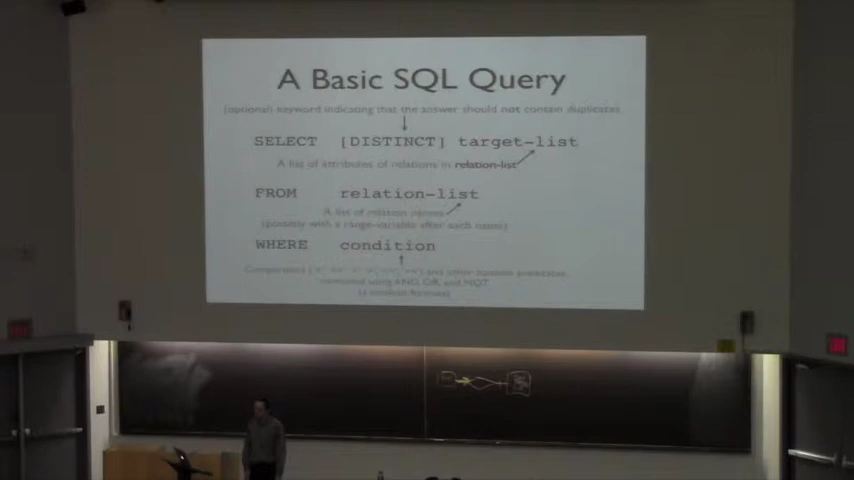 A Basic SQL Query
(optional) keyword indicating that the answer should not contain duplicates
SELECT [DISTINCT] target-list
A list of attributes of relations in relation-list
FROM relation-list
A list of relation names
(possibly with a range-variable after each name)
WHERE condition
and other boolean predicates,
combined using AND, OR, and NOT
(a boolean formula)